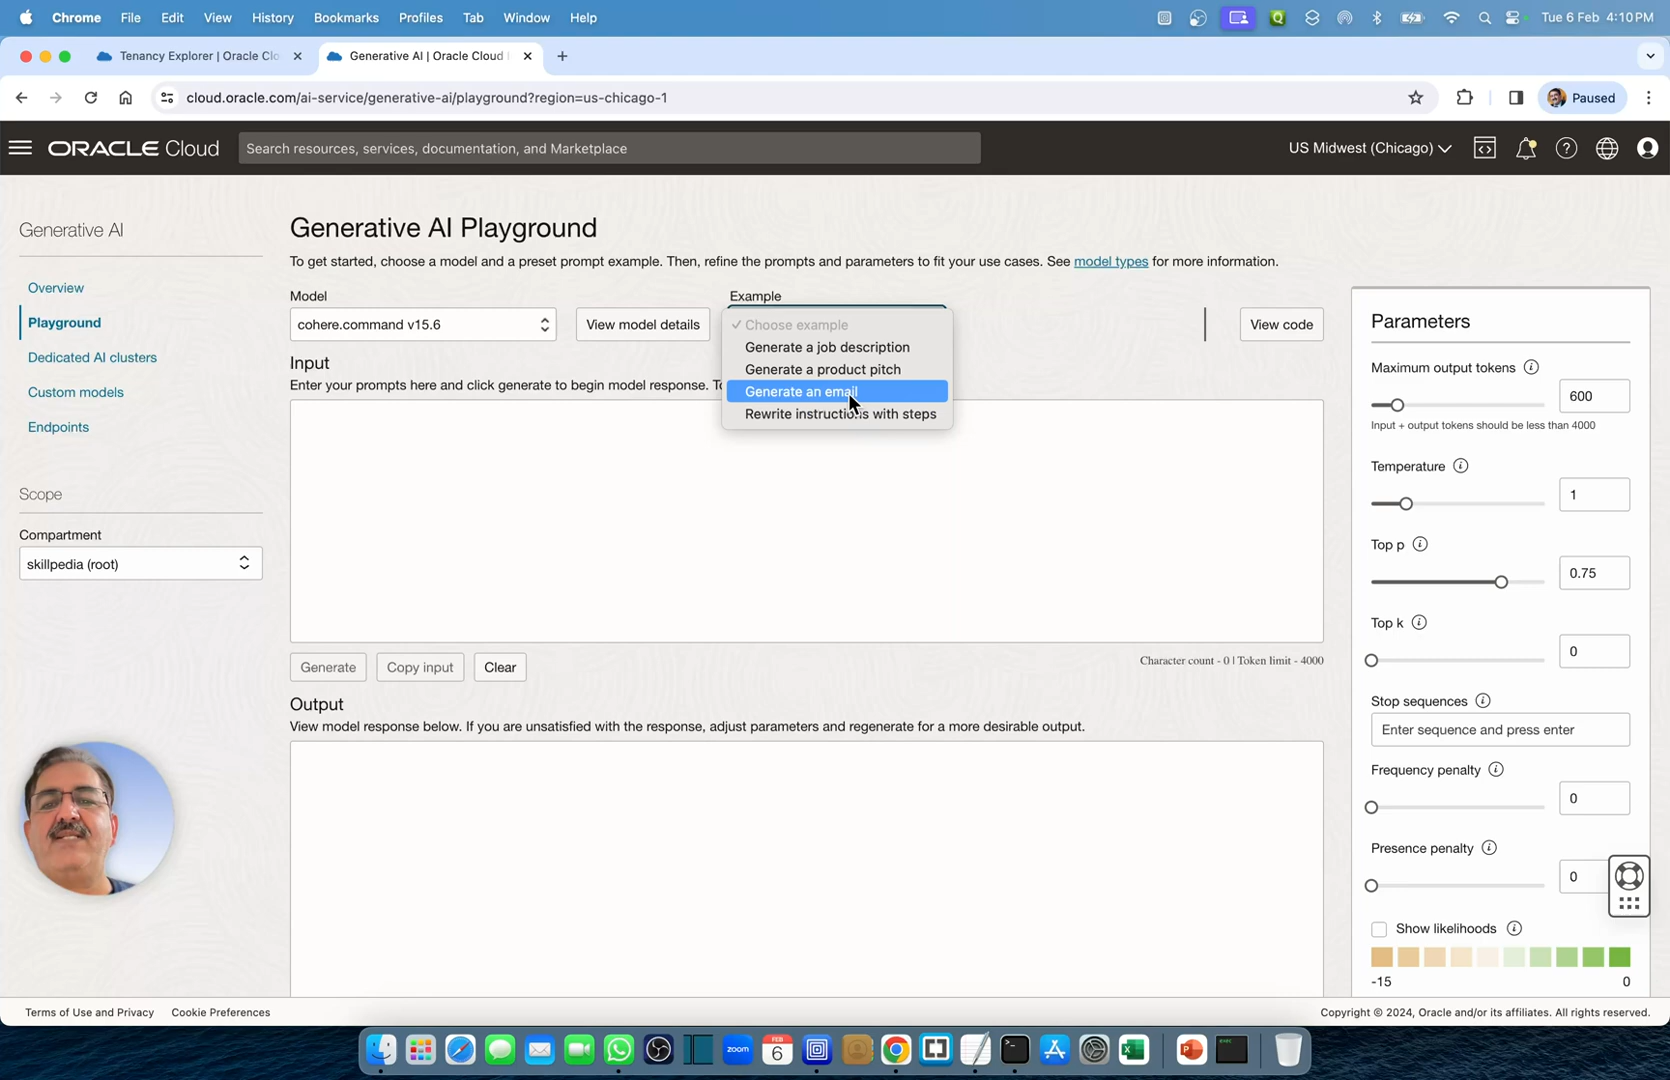 Chrome File Edit View History Bookmarks Profiles Tab Window Help Tue 6 Feb 4:10 PM
Tenancy Explorer | Oracle Clo
Generative AI | Oracle Cloud
cloud.oracle.com/ai-service/generative-ai/playground?region=us-chicago-1
Paused
ORACLE Cloud
Search resources, services, documentation, and Marketplace
US Midwest (Chicago)
Generative AI
Overview
Playground
Dedicated AI clusters
Custom models
Endpoints
Scope
Compartment
skillpedia (root)
Generative AI Playground
To get started, choose a model and a preset prompt example. Then, refine the prompts and parameters to fit your use cases. See model types for more information.
Model
cohere.command v15.6
View model details
Example
✓ Choose example
Generate a job description
Generate a product pitch
Generate an email
Rewrite instructions with steps
View code
Input
Enter your prompts here and click generate to begin model response. To
Generate
Copy input
Clear
Character count - 0 | Token limit - 4000
Output
View model response below. If you are unsatisfied with the response, adjust parameters and regenerate for a more desirable output.
Parameters
Maximum output tokens
600
Input + output tokens should be less than 4000
Temperature
1
Top p
0.75
Top k
0
Stop sequences
Enter sequence and press enter
Frequency penalty
0
Presence penalty
0
Show likelihoods
-15 0
Terms of Use and Privacy Cookie Preferences
Copyright © 2024, Oracle and/or its affiliates. All rights reserved.
zoom
FEB
6